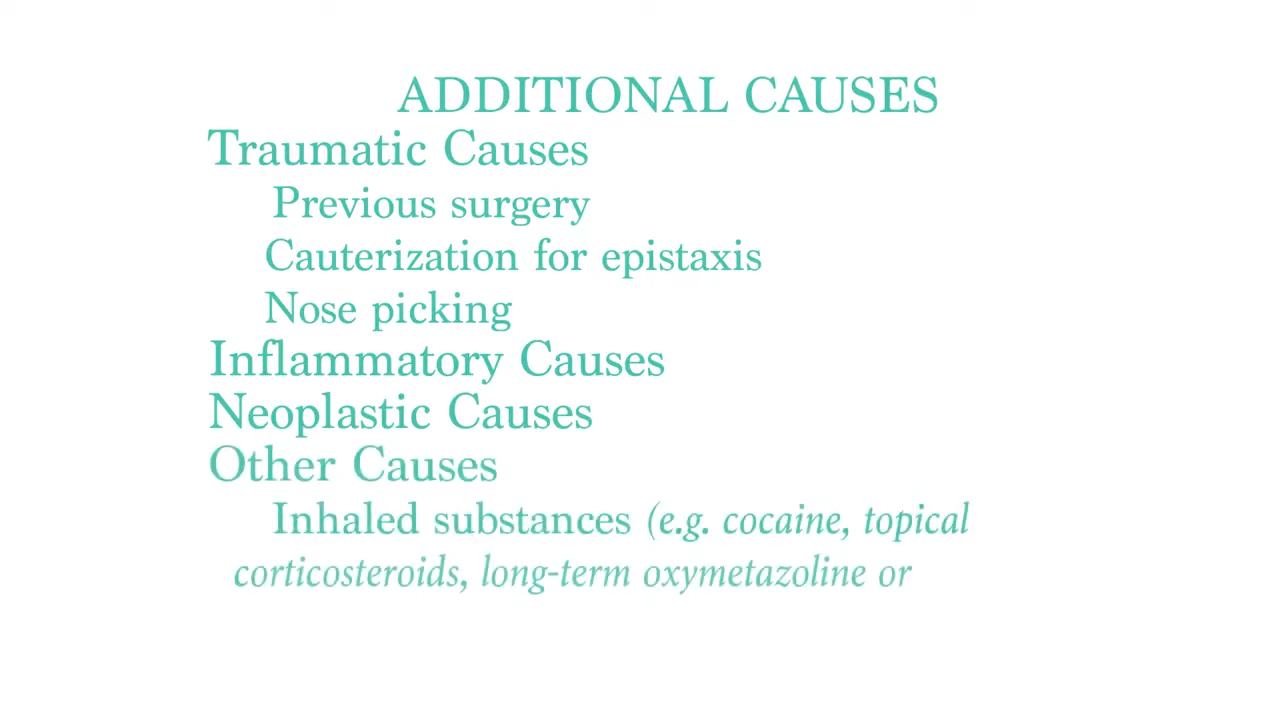 ADDITIONAL CAUSES
Traumatic Causes
Previous surgery
Cauterization for epistaxis
Nose picking
Inflammatory Causes
Neoplastic Causes
Other Causes
Inhaled substances (e.g. cocaine, topical
corticosteroids, long-term oxymetazoline or